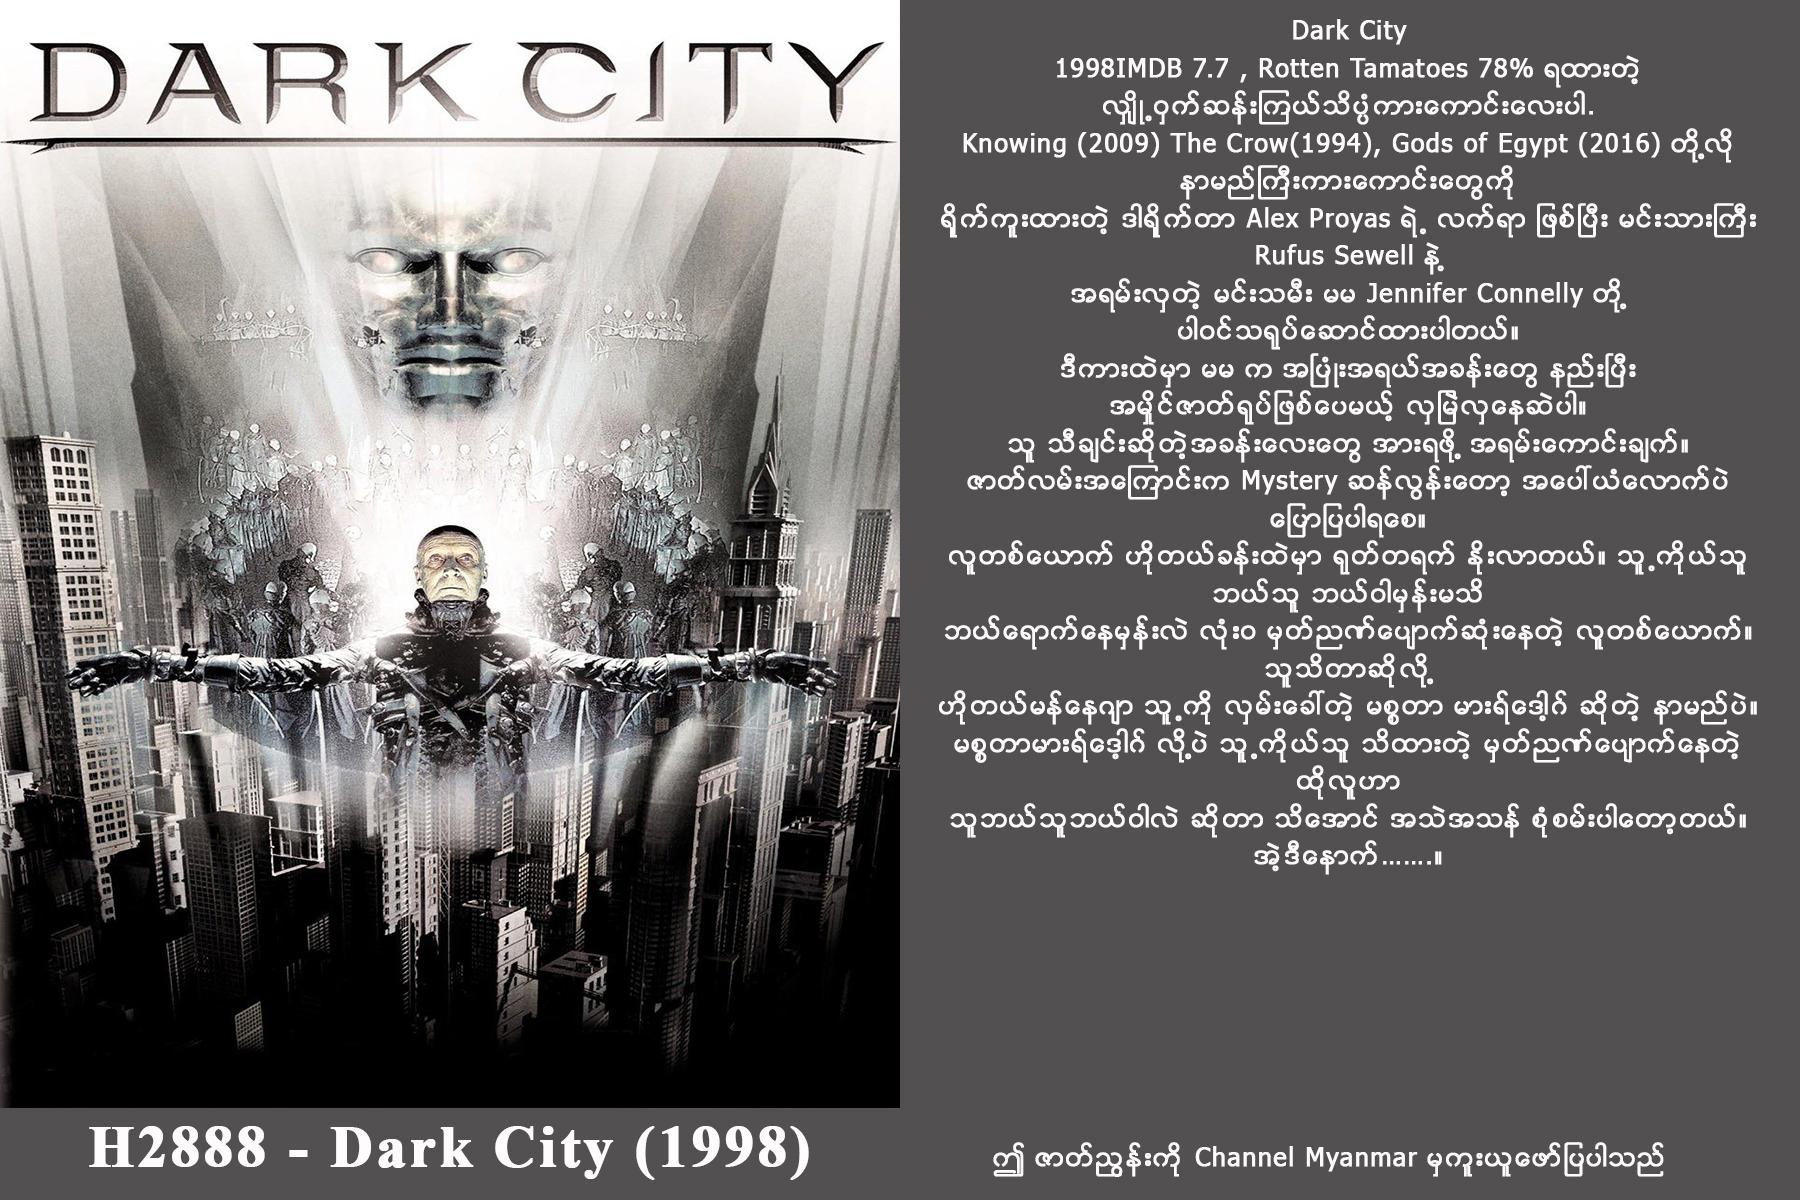 DARK CITY
H2888 - Dark City (1998)
Dark City
1998IMDB 7.7 , Rotten Tamatoes 78% ရထားတဲ့
လျှို့ဝှက်ဆန်းကြယ်သိပ္ပံကားကောင်းလေးပါ.
Knowing (2009) The Crow(1994), Gods of Egypt (2016) တို့လို
နာမည်ကြီးကားကောင်းတွေကို
ရိုက်ကူးထားတဲ့ ဒါရိုက်တာ Alex Proyas ရဲ့ လက်ရာ ဖြစ်ပြီး မင်းသားကြီး
Rufus Sewell နဲ့
အရမ်းလှတဲ့ မင်းသမီး မမ Jennifer Connelly တို့
ပါဝင်သရုပ်ဆောင်ထားပါတယ်။
ဒီကားထဲမှာ မမ က အပြုံးအရယ်အခန်းတွေ နည်းပြီး
အမှိုင်ဇာတ်ရုပ်ဖြစ်ပေမယ့် လှမြဲလှနေဆဲပါ။
သူ သီချင်းဆိုတဲ့အခန်းလေးတွေ အားရဖို့ အရမ်းကောင်းချက်။
ဇာတ်လမ်းအကြောင်းက Mystery ဆန်လွန်းတော့ အပေါ်ယံလောက်ပဲ
ပြောပြပါရစေ။
လူတစ်ယောက် ဟိုတယ်ခန်းထဲမှာ ရုတ်တရက် နိုးလာတယ်။ သူ့ကိုယ်သူ
ဘယ်သူ ဘယ်ဝါမှန်းမသိ
ဘယ်ရောက်နေမှန်းလဲ လုံးဝ မှတ်ညဏ်ပျောက်ဆုံးနေတဲ့ လူတစ်ယောက်။
သူသိတာဆိုလို့
ဟိုတယ်မန်နေဂျာ သူ့ကို လှမ်းခေါ်တဲ့ မစ္စတာ မားရ်ဒေါ့ဂ် ဆိုတဲ့ နာမည်ပဲ။
မစ္စတာမားရ်ဒေါ့ဂ် လို့ပဲ သူ့ကိုယ်သူ သိထားတဲ့ မှတ်ညဏ်ပျောက်နေတဲ့
ထိုလူဟာ
သူဘယ်သူဘယ်ဝါလဲ ဆိုတာ သိအောင် အသဲအသန် စုံစမ်းပါတော့တယ်။
အဲ့ဒီနောက်…….။
ဤ ဇာတ်ညွှန်းကို Channel Myanmar မှကူးယူဖော်ပြပါသည်